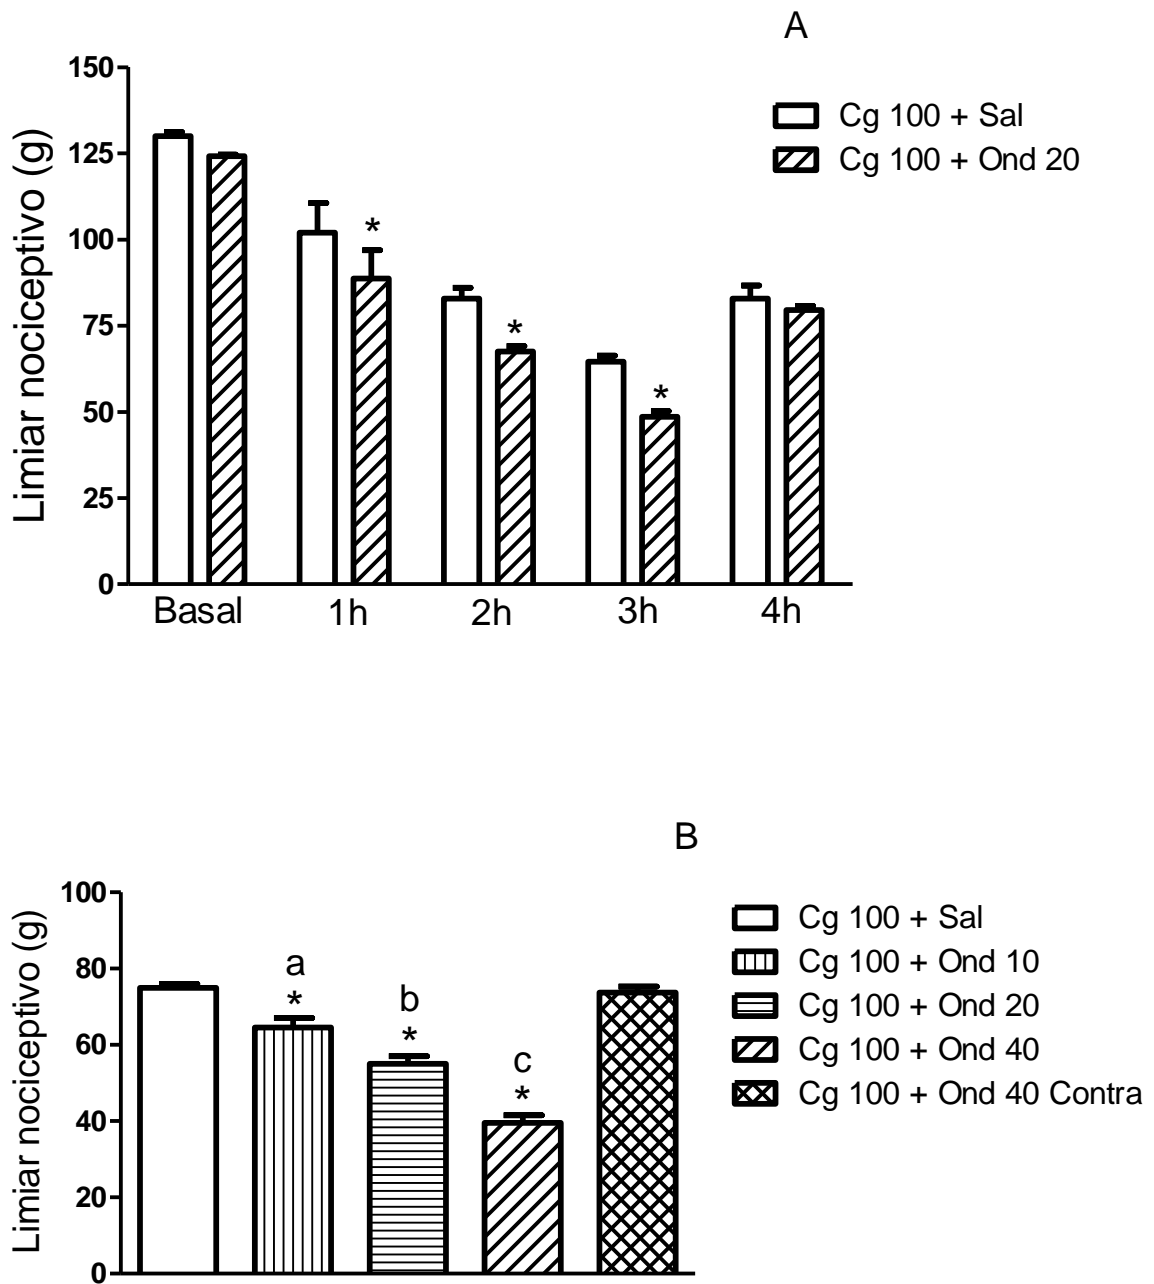 A
Cg 100 + Sal
Cg 100 + Ond 20
Limiar nociceptivo (g)
150
125
100
75
50
25
0
*
*
*
Basal 1h 2h 3h 4h
B
Cg 100 + Sal
Cg 100 + Ond 10
Cg 100 + Ond 20
Cg 100 + Ond 40
Cg 100 + Ond 40 Contra
Limiar nociceptivo (g)
100
80
60
40
20
0
a
*
b
*
c
*